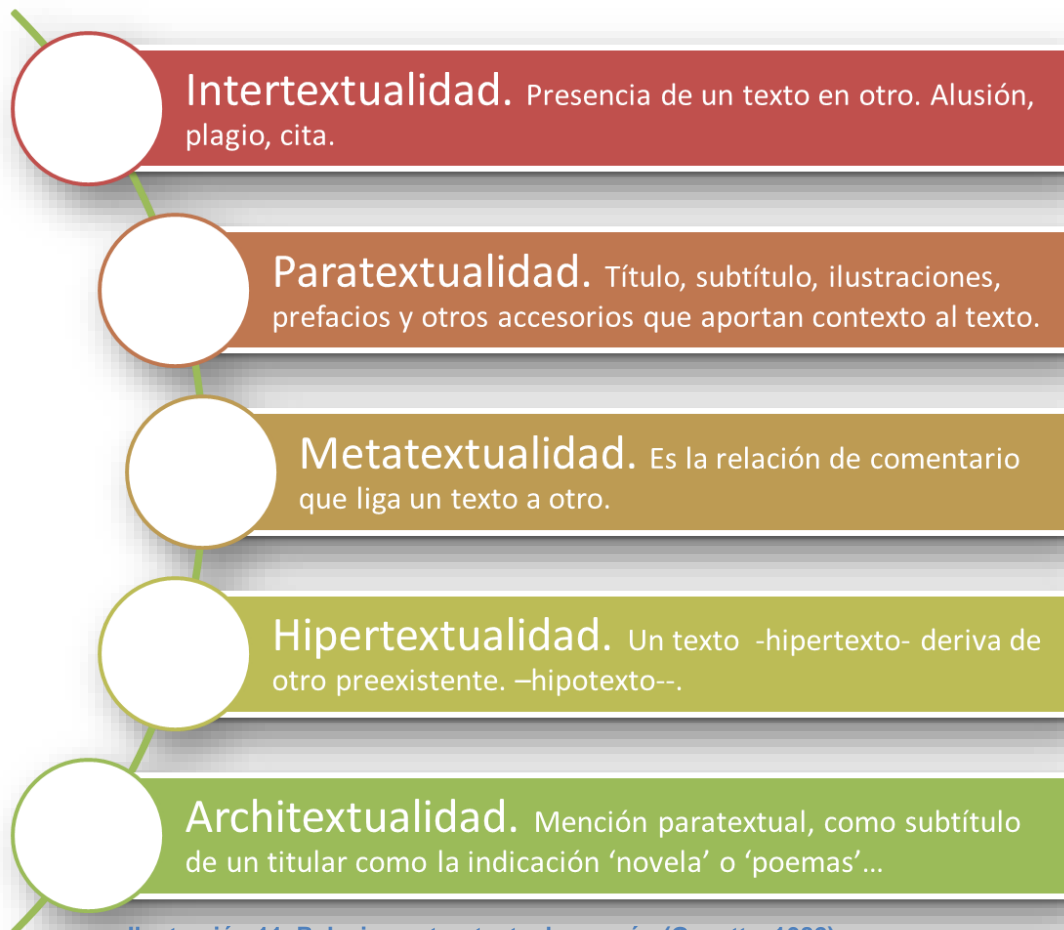 Intertextualidad. Presencia de un texto en otro. Alusión,
plagio, cita.
Paratextualidad. Título, subtítulo, ilustraciones,
prefacios y otros accesorios que aportan contexto al texto.
Metatextualidad. Es la relación de comentario
que liga un texto a otro.
Hipertextualidad. Un texto -hipertexto- deriva de
otro preexistente. –hipotexto--.
Architextualidad. Mención paratextual, como subtítulo
de un titular como la indicación ‘novela’ o ‘poemas’...